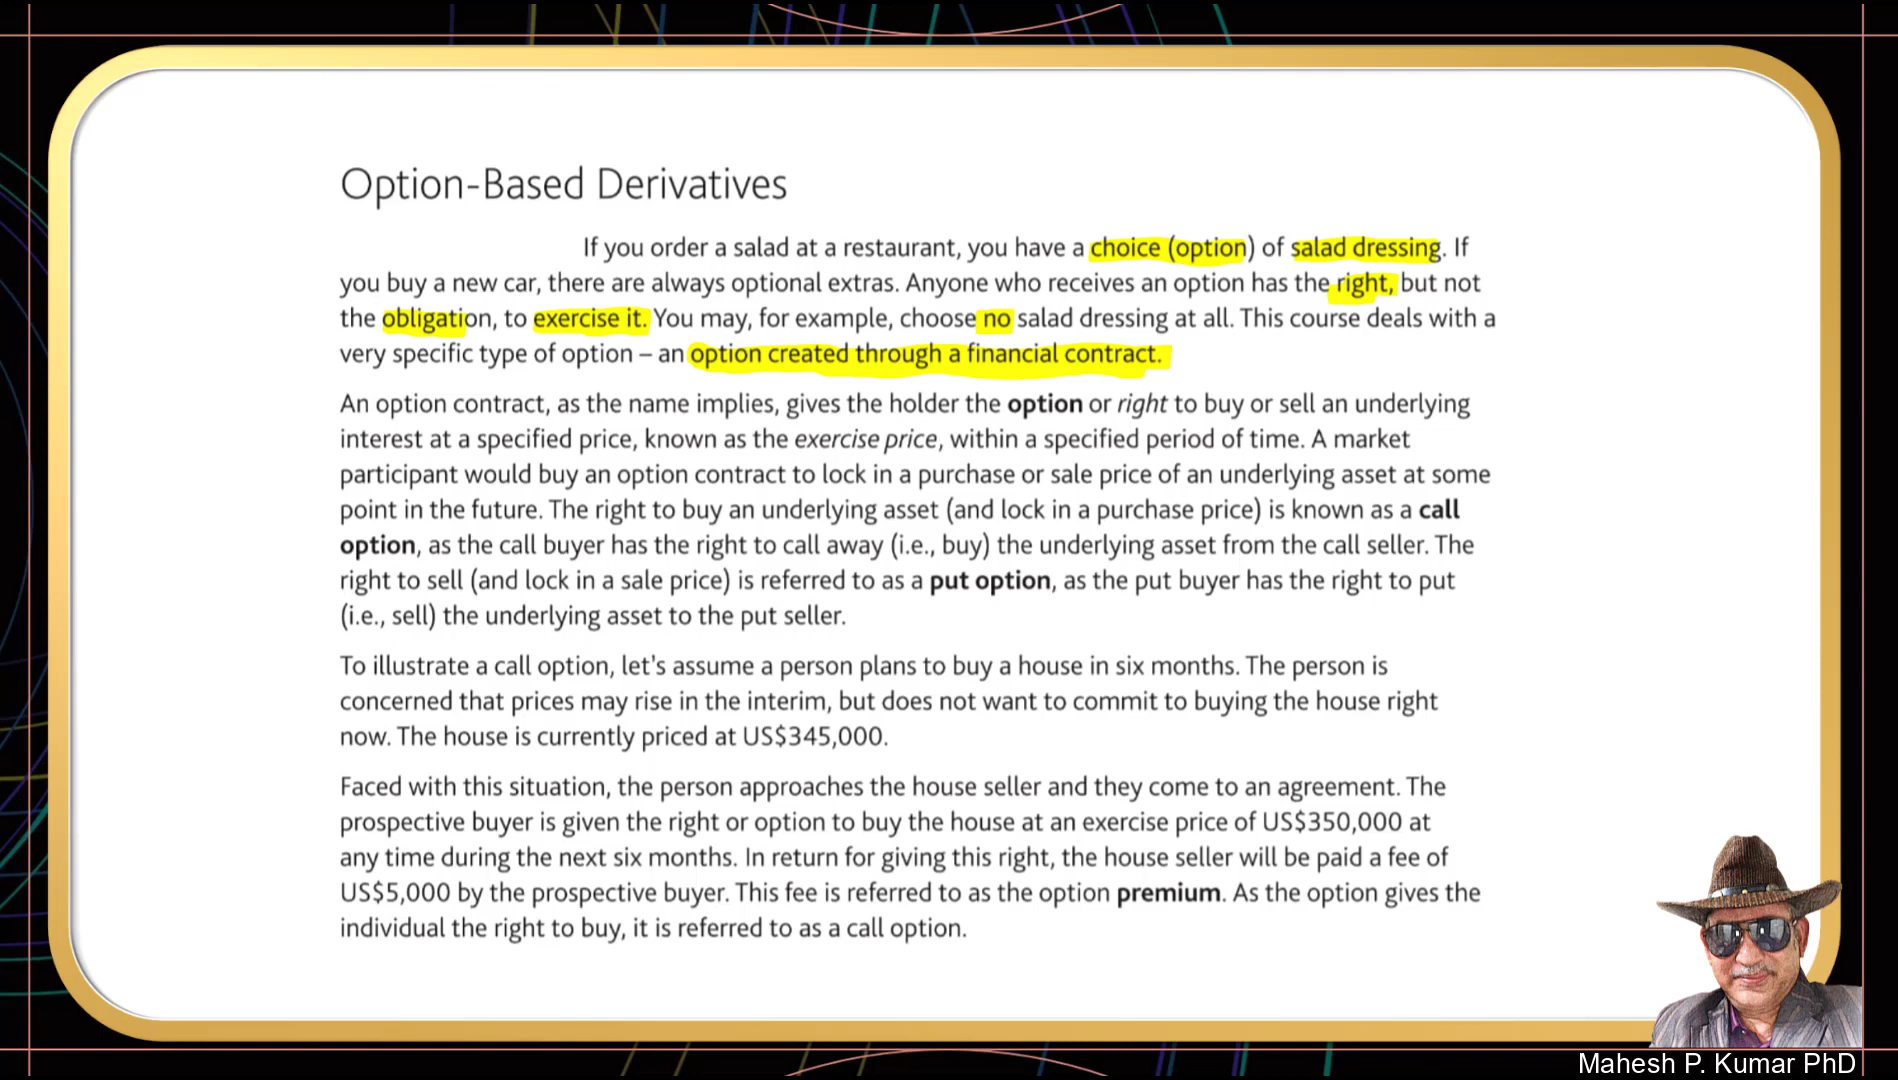 Option-Based Derivatives
If you order a salad at a restaurant, you have a choice (option) of salad dressing. If
you buy a new car, there are always optional extras. Anyone who receives an option has the right, but not
the obligation, to exercise it. You may, for example, choose no salad dressing at all. This course deals with a
very specific type of option – an option created through a financial contract.
An option contract, as the name implies, gives the holder the option or right to buy or sell an underlying
interest at a specified price, known as the exercise price, within a specified period of time. A market
participant would buy an option contract to lock in a purchase or sale price of an underlying asset at some
point in the future. The right to buy an underlying asset (and lock in a purchase price) is known as a call
option, as the call buyer has the right to call away (i.e., buy) the underlying asset from the call seller. The
right to sell (and lock in a sale price) is referred to as a put option, as the put buyer has the right to put
(i.e., sell) the underlying asset to the put seller.
To illustrate a call option, let's assume a person plans to buy a house in six months. The person is
concerned that prices may rise in the interim, but does not want to commit to buying the house right
now. The house is currently priced at US$345,000.
Faced with this situation, the person approaches the house seller and they come to an agreement. The
prospective buyer is given the right or option to buy the house at an exercise price of US$350,000 at
any time during the next six months. In return for giving this right, the house seller will be paid a fee of
US$5,000 by the prospective buyer. This fee is referred to as the option premium. As the option gives the
individual the right to buy, it is referred to as a call option.
Mahesh P. Kumar PhD